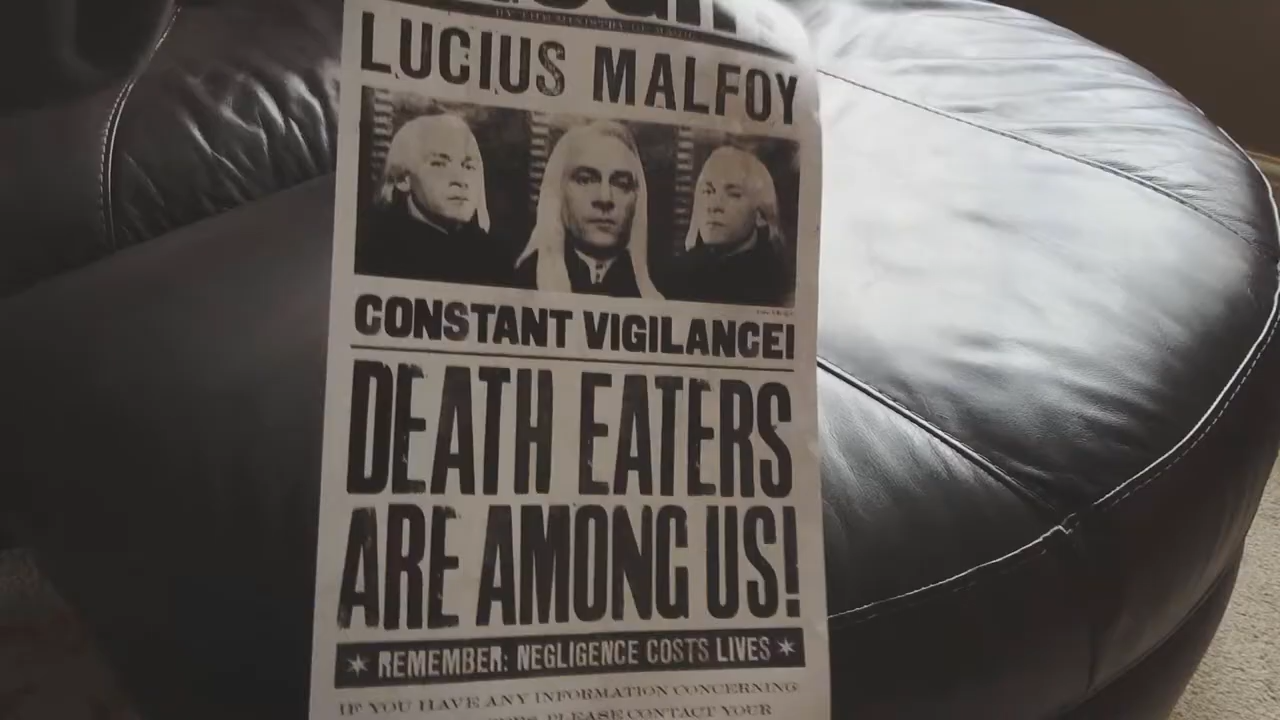 BY THE MINISTRY OF MAGIC
LUCIUS MALFOY
CONSTANT VIGILANCE!
DEATH EATERS
ARE AMONG US!
REMEMBER: NEGLIGENCE COSTS LIVES
IF YOU HAVE ANY INFORMATION CONCERNING
PLEASE CONTACT YOUR